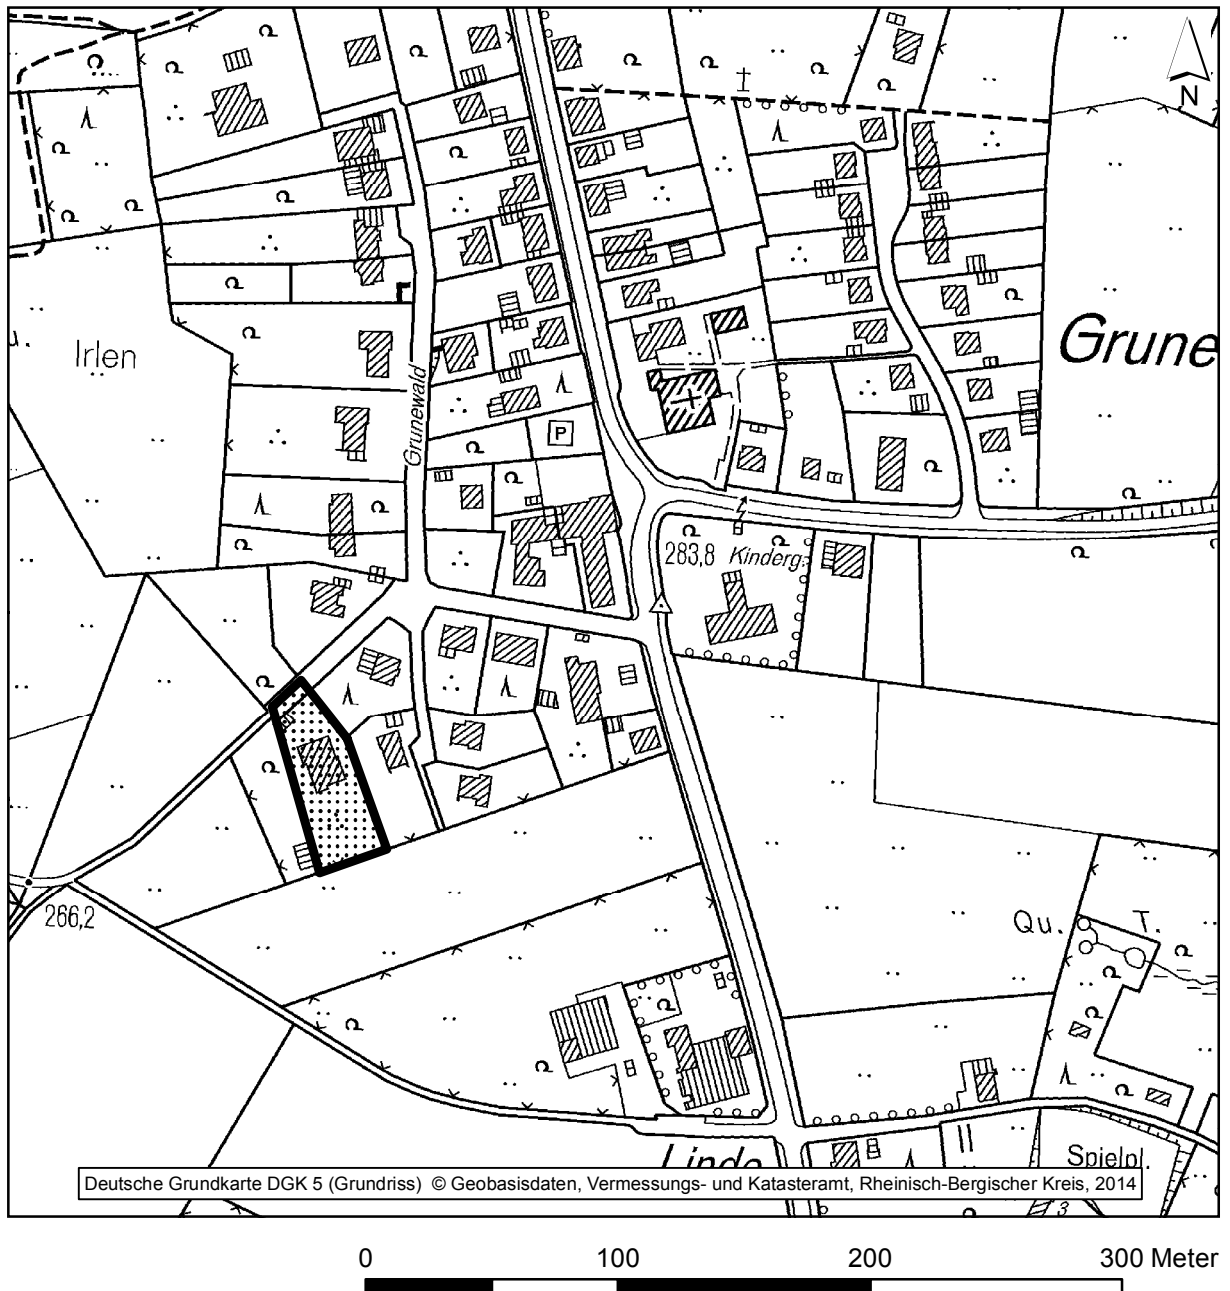 N
Grune
u.
Irlen
Grunewald
P
283,8 Kinderg.
266,2
Qu.
T.
Linde
Spielpl.
3
Deutsche Grundkarte DGK 5 (Grundriss) © Geobasisdaten, Vermessungs- und Katasteramt, Rheinisch-Bergischer Kreis, 2014
0 100 200 300 Meter